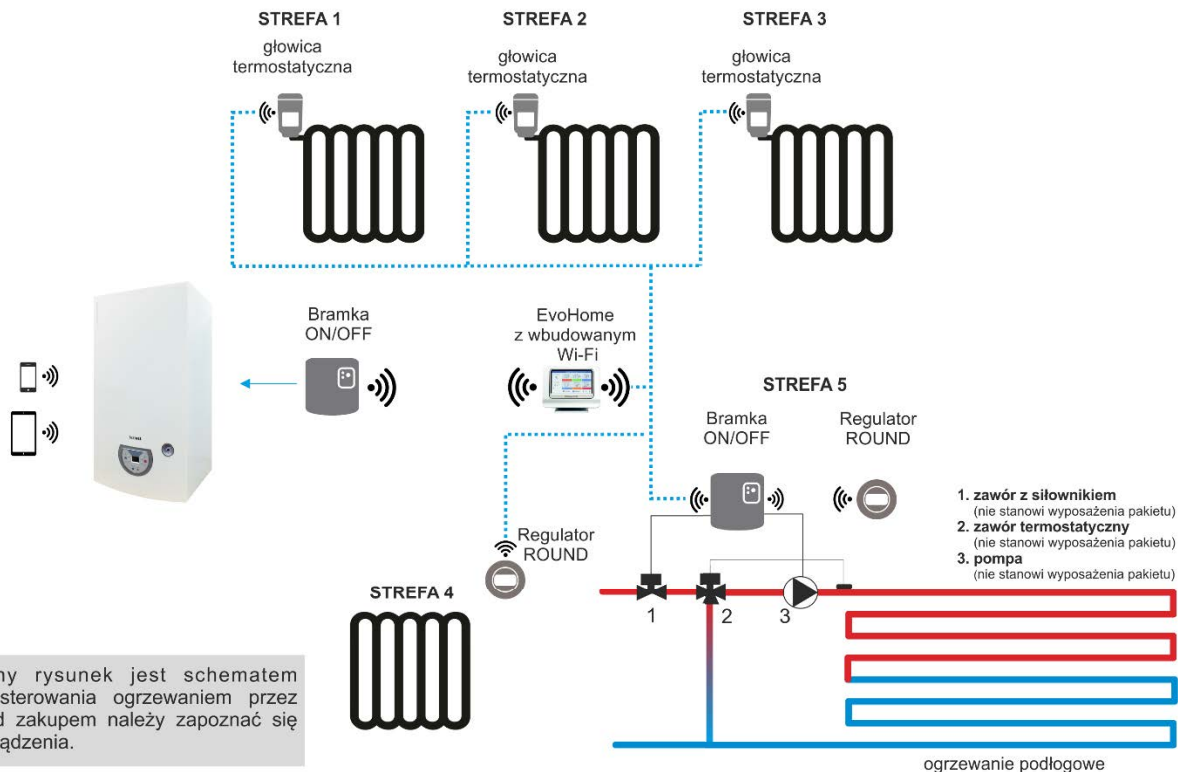 STREFA 1
głowica
termostatyczna
STREFA 2
głowica
termostatyczna
STREFA 3
głowica
termostatyczna
Bramka
ON/OFF
EvoHome
z wbudowanym
Wi-Fi
STREFA 5
Bramka
ON/OFF
Regulator
ROUND
1. zawór z siłownikiem
(nie stanowi wyposażenia pakietu)
2. zawór termostatyczny
(nie stanowi wyposażenia pakietu)
3. pompa
(nie stanowi wyposażenia pakietu)
Regulator
ROUND
STREFA 4
1
2
3
ny rysunek jest schematem
sterowania ogrzewaniem przez
d zakupem należy zapoznać się
ądzenia.
ogrzewanie podłogowe